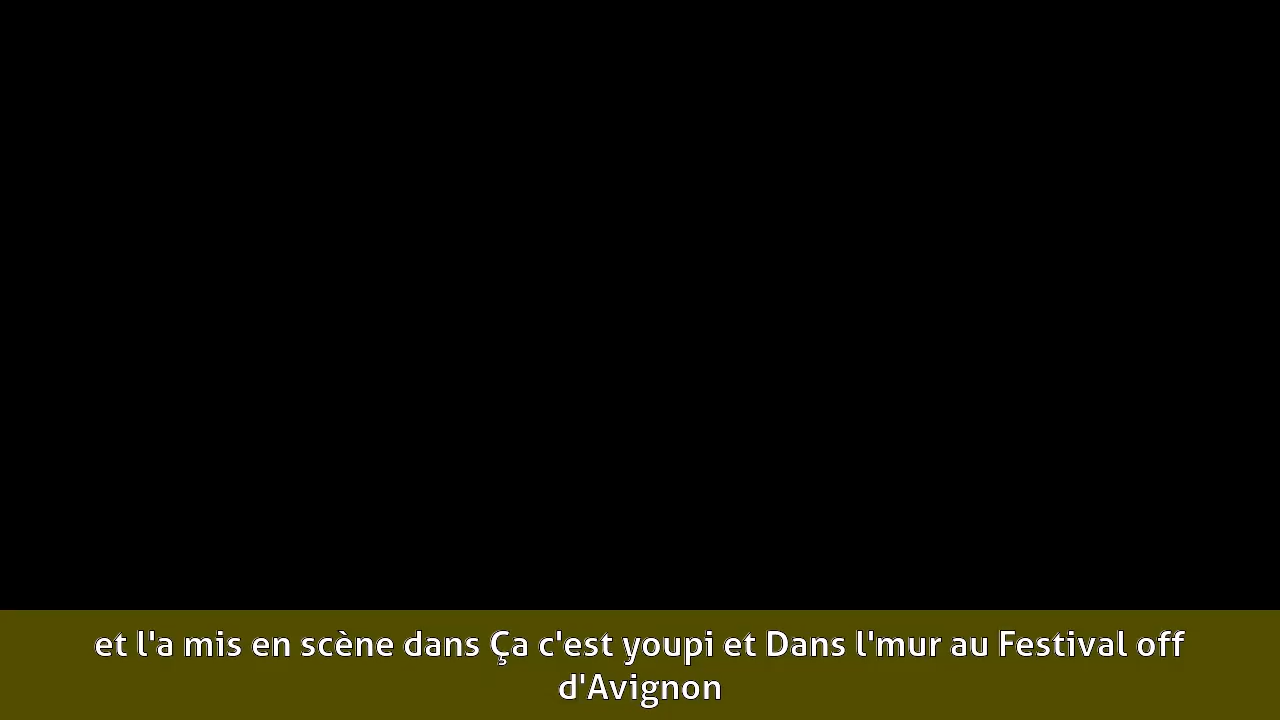 et l'a mis en scène dans Ça c'est youpi et Dans l'mur au Festival off
d'Avignon